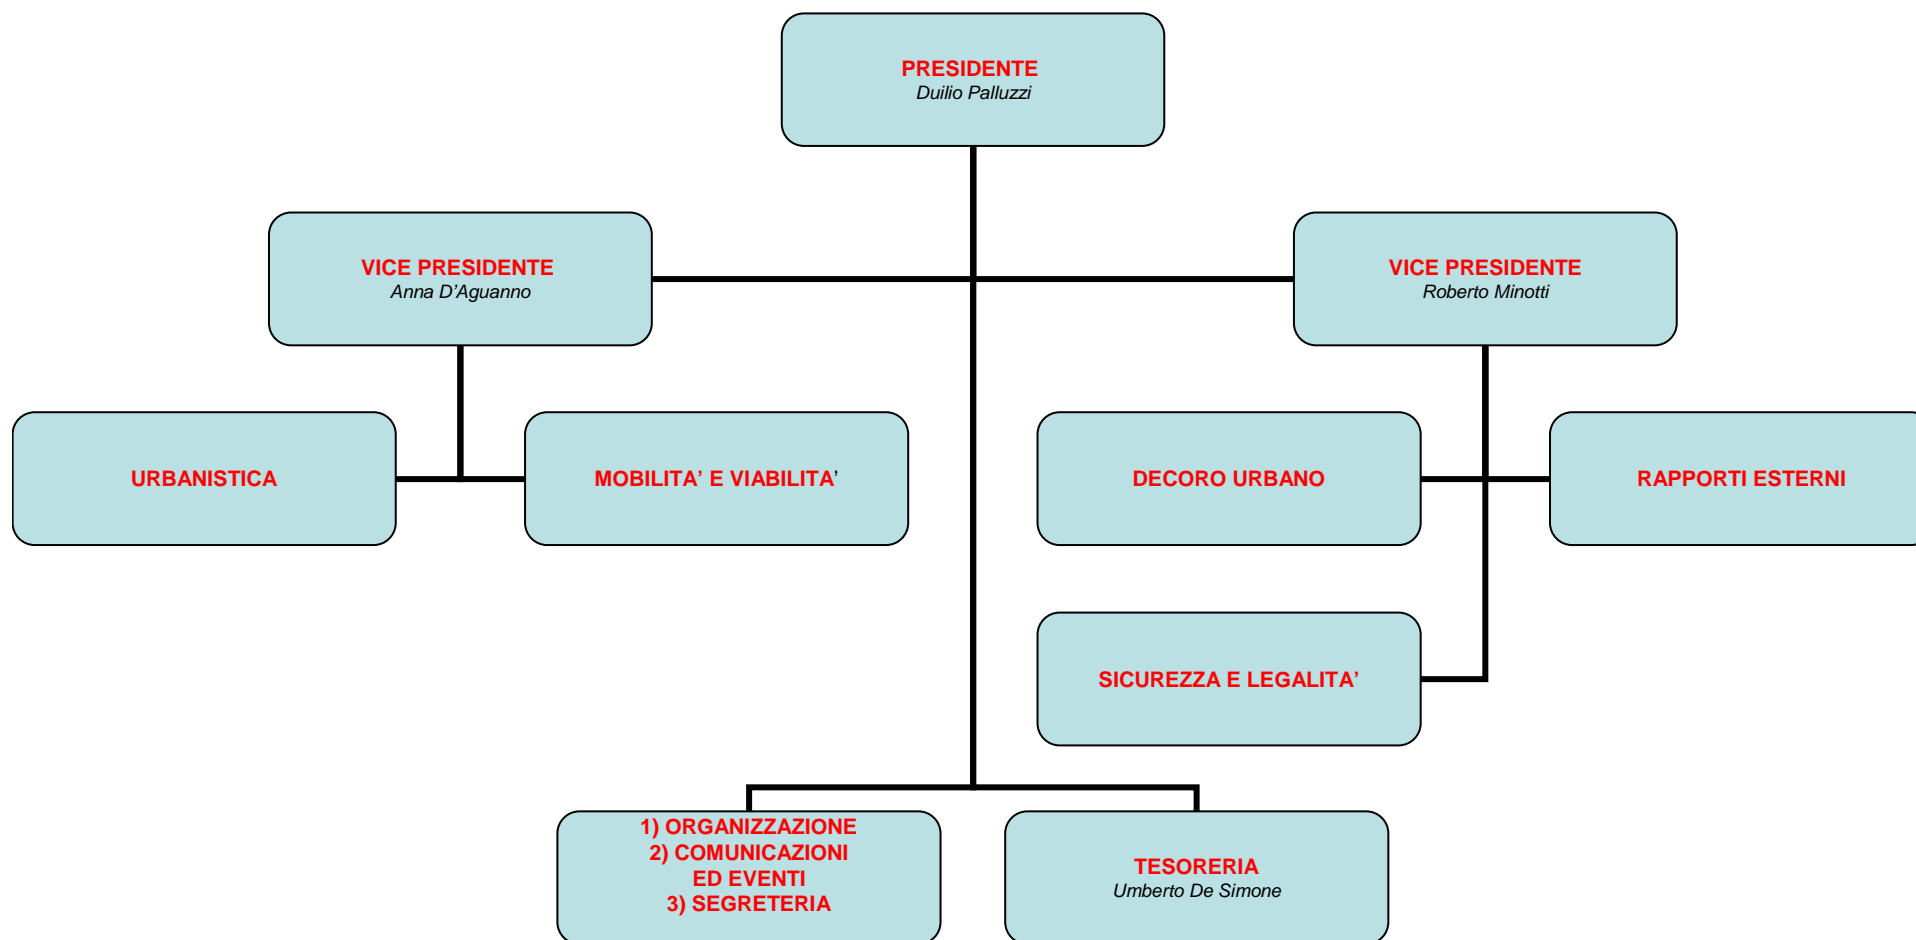 PRESIDENTE
Duilio Palluzzi
VICE PRESIDENTE
Anna D’Aguanno
VICE PRESIDENTE
Roberto Minotti
URBANISTICA
MOBILITA’ E VIABILITA’
DECORO URBANO
RAPPORTI ESTERNI
SICUREZZA E LEGALITA’
1) ORGANIZZAZIONE
2) COMUNICAZIONI
ED EVENTI
3) SEGRETERIA
TESORERIA
Umberto De Simone